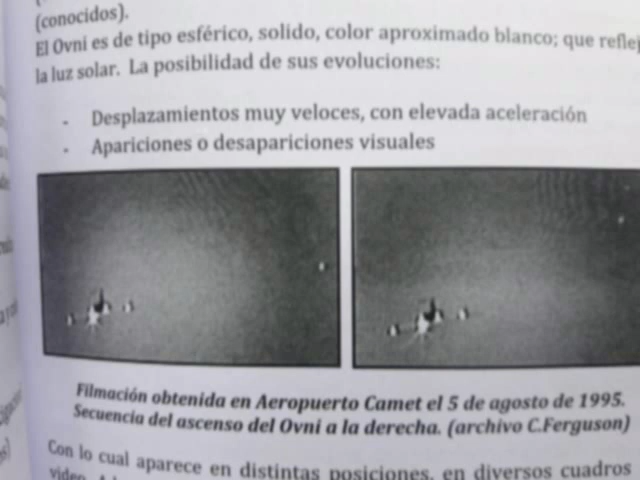 (conocidos).
El Ovni es de tipo esférico, solido, color aproximado blanco; que reflej
la luz solar. La posibilidad de sus evoluciones:
- Desplazamientos muy veloces, con elevada aceleración
- Apariciones o desapariciones visuales
Filmación obtenida en Aeropuerto Camet el 5 de agosto de 1995.
Secuencia del ascenso del Ovni a la derecha. (archivo C.Ferguson)
Con lo cual aparece en distintas posiciones, en diversos cuadros
video.